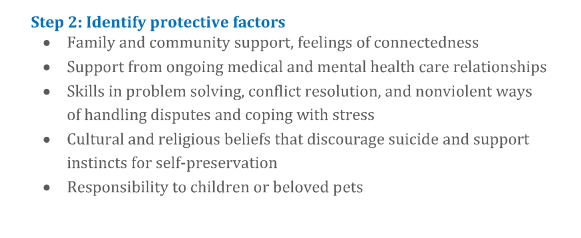 Step 2: Identify protective factors
• Family and community support, feelings of connectedness
• Support from ongoing medical and mental health care relationships
• Skills in problem solving, conflict resolution, and nonviolent ways
of handling disputes and coping with stress
• Cultural and religious beliefs that discourage suicide and support
instincts for self-preservation
• Responsibility to children or beloved pets